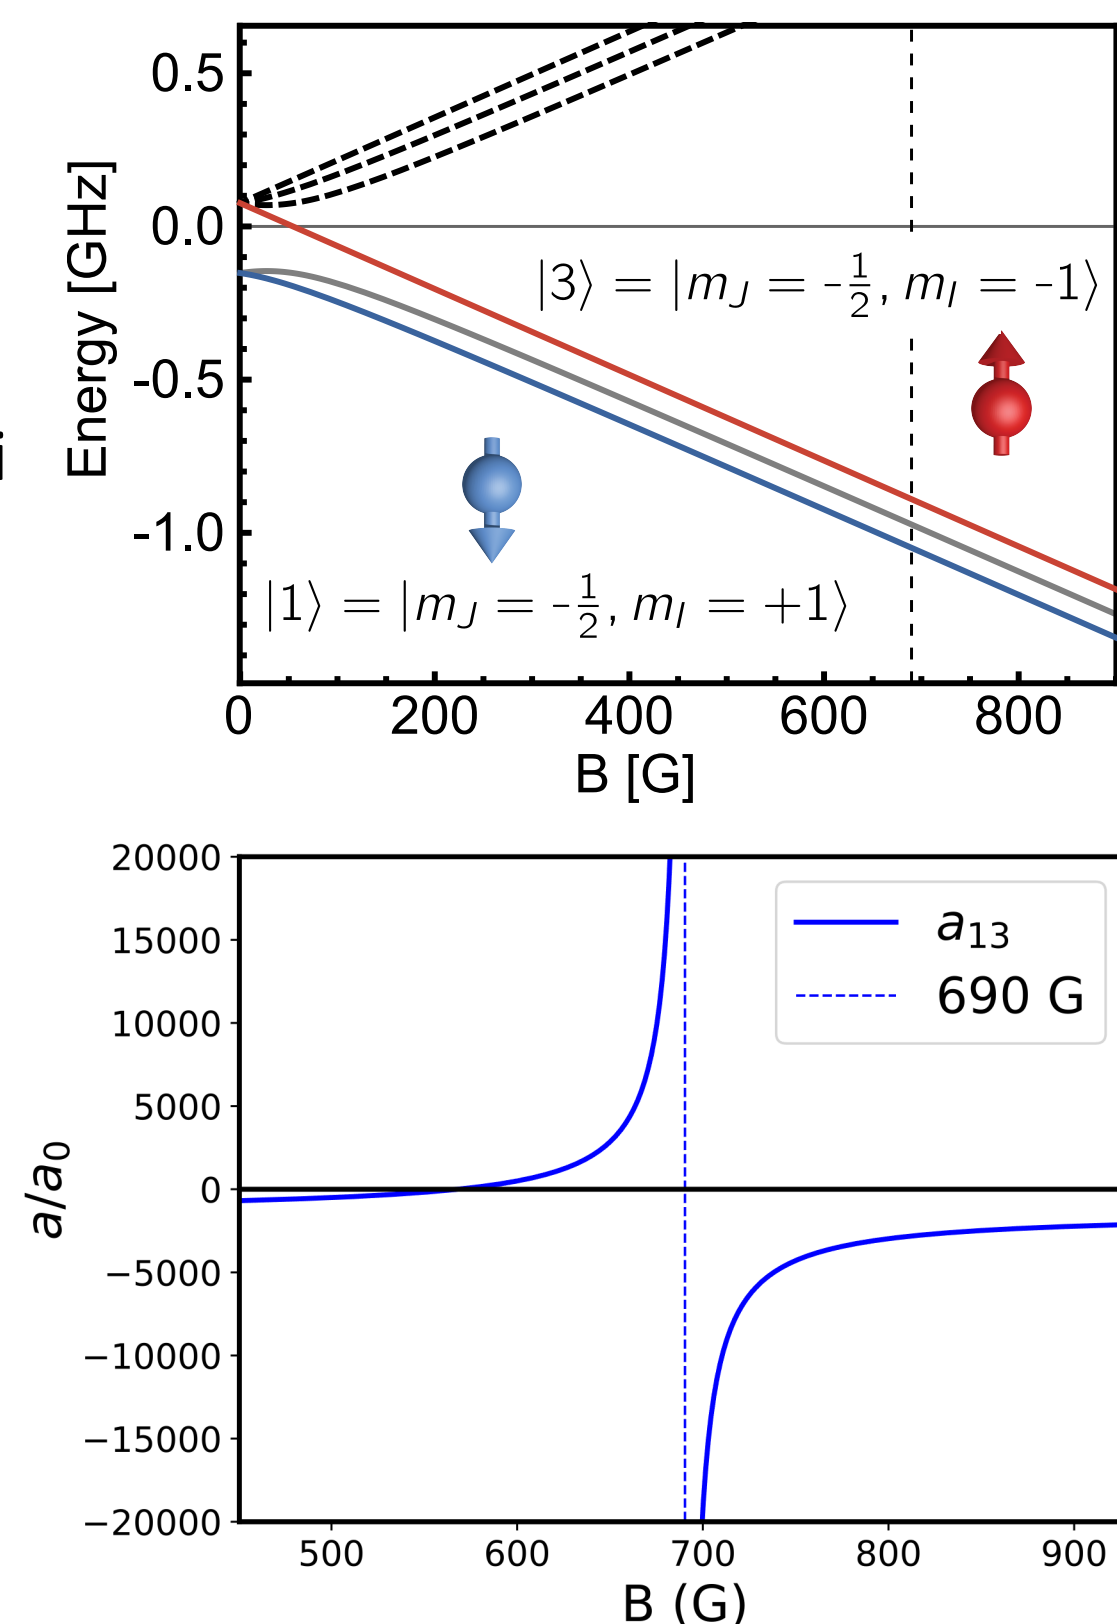 0.5
0.0
-0.5
-1.0
Energy [GHz]
|3⟩ = |m_J = -1/2, m_I = -1⟩
|1⟩ = |m_J = -1/2, m_I = +1⟩
0 200 400 600 800
B [G]
20000
15000
10000
5000
0
−5000
−10000
−15000
−20000
a/a₀
a₁₃
690 G
500 600 700 800 900
B (G)